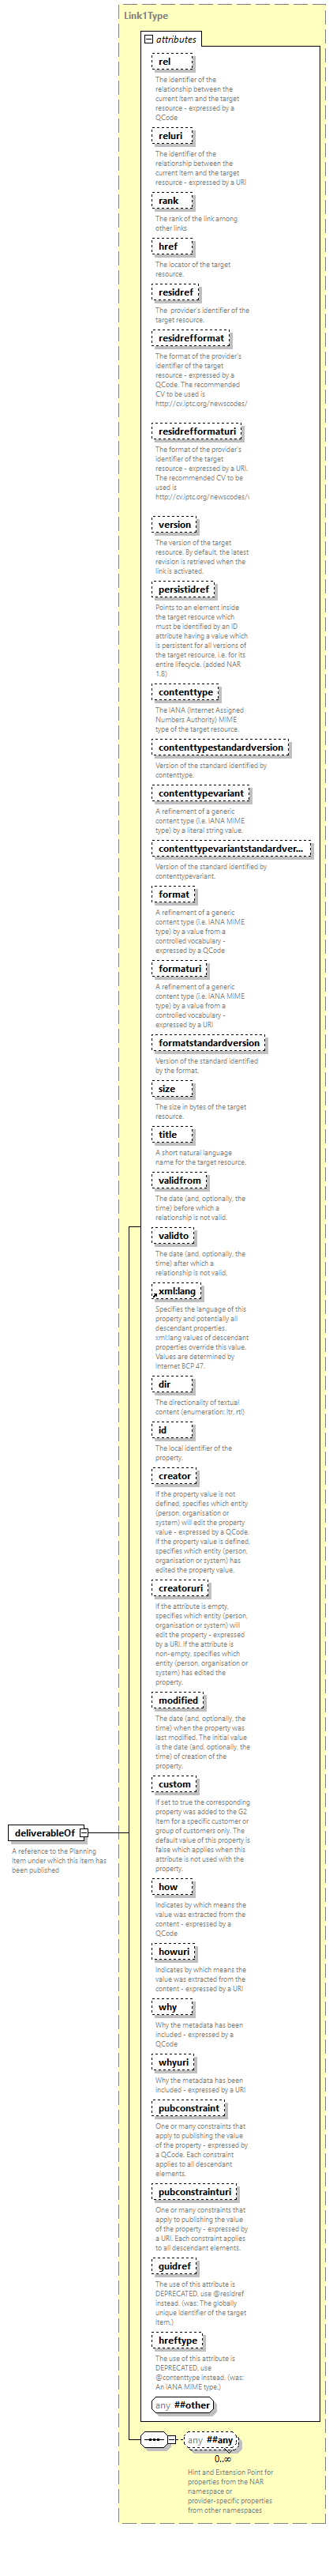 Link1Type
attributes
rel
The identifier of the
relationship between the
current Item and the target
resource - expressed by a
QCode
reluri
The identifier of the
relationship between the
current Item and the target
resource - expressed by a URI
rank
The rank of the link among
other links
href
The locator of the target
resource.
residref
The provider's identifier of the
target resource.
residrefformat
The format of the provider's
identifier of the target
resource - expressed by a
QCode. The recommended
CV to be used is
http://cv.iptc.org/newscodes/
residrefformaturi
The format of the provider's
identifier of the target
resource - expressed by a URI.
The recommended CV to be
used is
http://cv.iptc.org/newscodes/
version
The version of the target
resource. By default, the latest
revision is retrieved when the
link is activated.
persistidref
Points to an element inside
the target resource which
must be identified by an ID
attribute having a value which
is persistent for all versions of
the target resource, i.e. for its
entire lifecycle. (added NAR
1.8)
contenttype
The IANA (Internet Assigned
Numbers Authority) MIME
type of the target resource.
contenttypestandardversion
Version of the standard identified by
contenttype.
contenttypevariant
A refinement of a generic
content type (i.e. IANA MIME
type) by a literal string value.
contenttypevariantstandardver...
Version of the standard identified by
contenttypevariant.
format
A refinement of a generic
content type (i.e. IANA MIME
type) by a value from a
controlled vocabulary -
expressed by a QCode
formaturi
A refinement of a generic
content type (i.e. IANA MIME
type) by a value from a
controlled vocabulary -
expressed by a URI
formatstandardversion
Version of the standard identified
by the format.
size
The size in bytes of the target
resource.
title
A short natural language
name for the target resource.
validfrom
The date (and, optionally, the
time) before which a
relationship is not valid.
validto
The date (and, optionally, the
time) after which a
relationship is not valid.
xml:lang
Specifies the language of this
property and potentially all
descendant properties.
xml:lang values of descendant
properties override this value.
Values are determined by
Internet BCP 47.
dir
The directionality of textual
content (enumeration: ltr, rtl)
id
The local identifier of the
property.
creator
If the property value is not
defined, specifies which entity
(person, organisation or
system) will edit the property
value - expressed by a QCode.
If the property value is defined,
specifies which entity (person,
organisation or system) has
edited the property value.
creatoruri
If the attribute is empty,
specifies which entity (person,
organisation or system) will
edit the property - expressed
by a URI. If the attribute is
non-empty, specifies which
entity (person, organisation or
system) has edited the
property.
modified
The date (and, optionally, the
time) when the property was
last modified. The initial value
is the date (and, optionally, the
time) of creation of the
property.
custom
If set to true the corresponding
property was added to the G2
Item for a specific customer or
group of customers only. The
default value of this property is
false which applies when this
attribute is not used with the
property.
deliverableOf
A reference to the Planning
Item under which this item has
been published
how
Indicates by which means the
value was extracted from the
content - expressed by a
QCode
howuri
Indicates by which means the
value was extracted from the
content - expressed by a URI
why
Why the metadata has been
included - expressed by a
QCode
whyuri
Why the metadata has been
included - expressed by a URI
pubconstraint
One or many constraints that
apply to publishing the value
of the property - expressed by
a QCode. Each constraint
applies to all descendant
elements.
pubconstrainturi
One or many constraints that
apply to publishing the value
of the property - expressed by
a URI. Each constraint applies
to all descendant elements.
guidref
The use of this attribute is
DEPRECATED, use @residref
instead. (was: The globally
unique identifier of the target
Item.)
hreftype
The use of this attribute is
DEPRECATED, use
@contenttype instead. (was:
An IANA MIME type.)
any ##other
any ##any
0..∞
Hint and Extension Point for
properties from the NAR
namespace or
provider-specific properties
from other namespaces